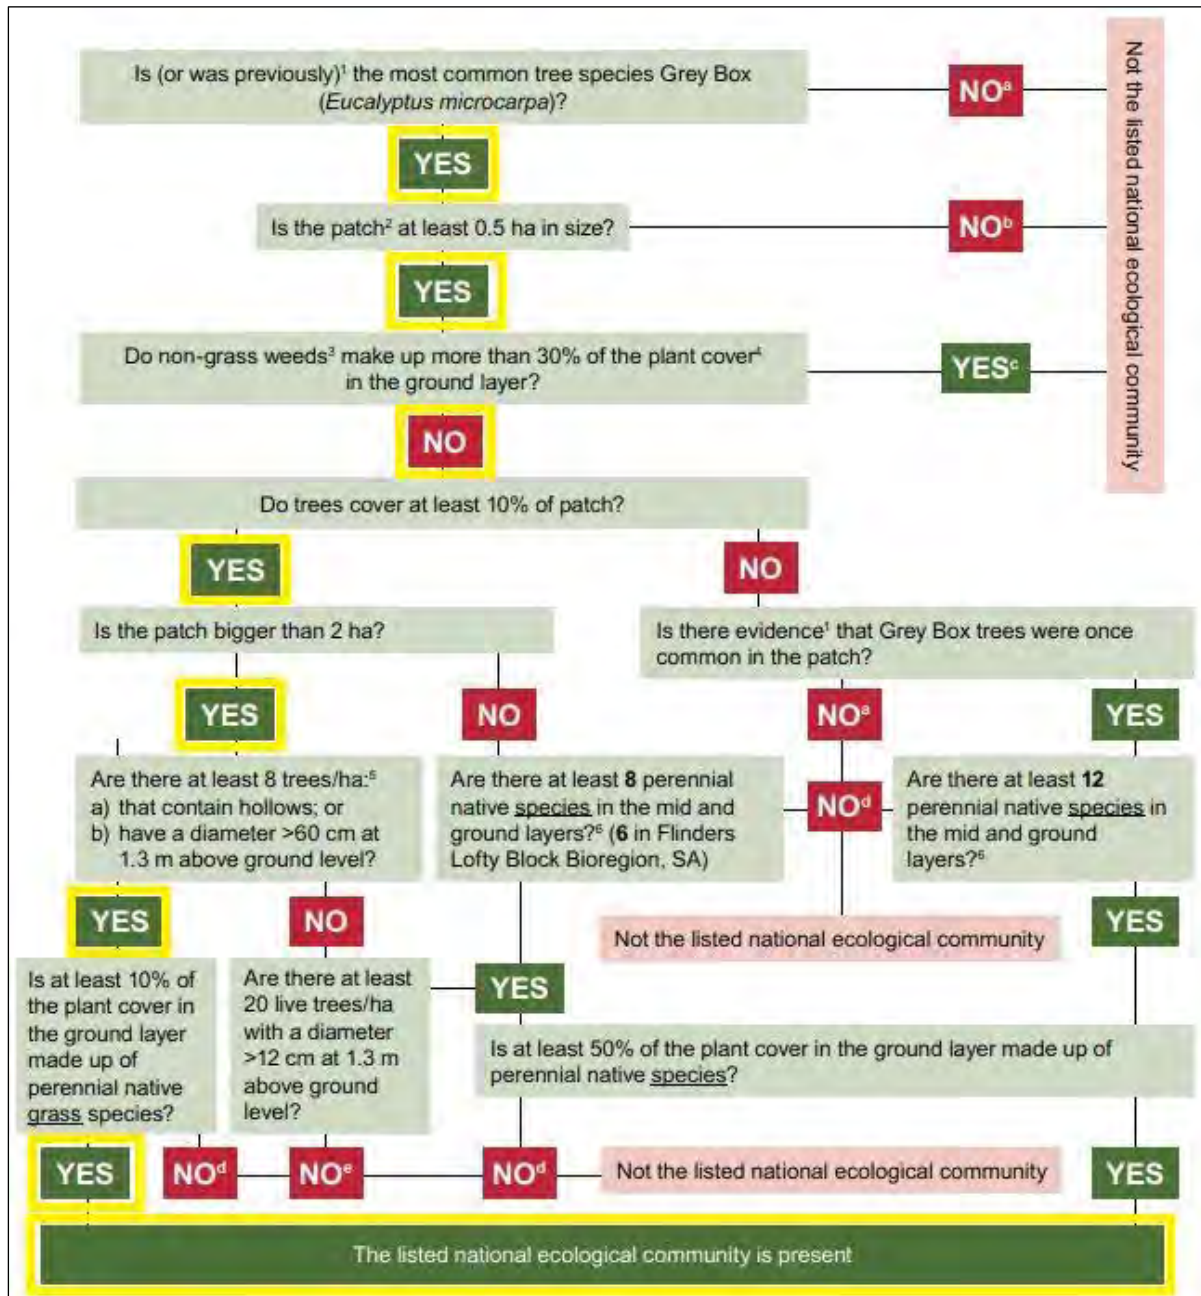 Is (or was previously)¹ the most common tree species Grey Box
(Eucalyptus microcarpa)?
NOᵃ
Not the listed national ecological community
YES
Is the patch² at least 0.5 ha in size?
NOᵇ
YES
Do non-grass weeds³ make up more than 30% of the plant cover⁴
in the ground layer?
YESᶜ
NO
Do trees cover at least 10% of patch?
YES
NO
Is the patch bigger than 2 ha?
Is there evidence¹ that Grey Box trees were once
common in the patch?
YES
NO
NOᵃ
YES
Are there at least 8 trees/ha:⁵
a) that contain hollows; or
b) have a diameter >60 cm at
1.3 m above ground level?
Are there at least 8 perennial
native species in the mid and
ground layers?⁶ (6 in Flinders
Lofty Block Bioregion, SA)
NOᵈ
Are there at least 12
perennial native species in
the mid and ground
layers?⁶
YES
NO
Not the listed national ecological community
YES
Is at least 10% of
the plant cover in
the ground layer
made up of
perennial native
grass species?
Are there at least
20 live trees/ha
with a diameter
>12 cm at 1.3 m
above ground
level?
YES
Is at least 50% of the plant cover in the ground layer made up of
perennial native species?
YES
NOᵈ
NOᵉ
NOᵈ
Not the listed national ecological community
YES
The listed national ecological community is present